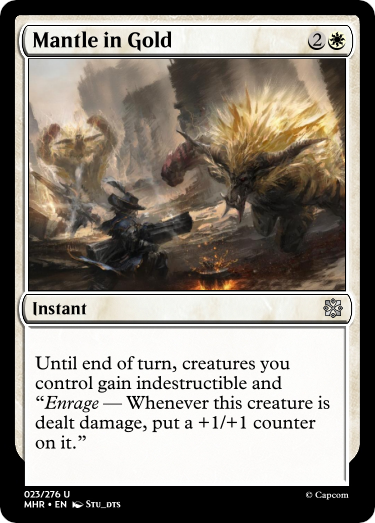 Mantle in Gold 2
Instant
Until end of turn, creatures you
control gain indestructible and
“Enrage — Whenever this creature is
dealt damage, put a +1/+1 counter
on it.”
023/276 U
MHR • EN Stu_dts
© Capcom